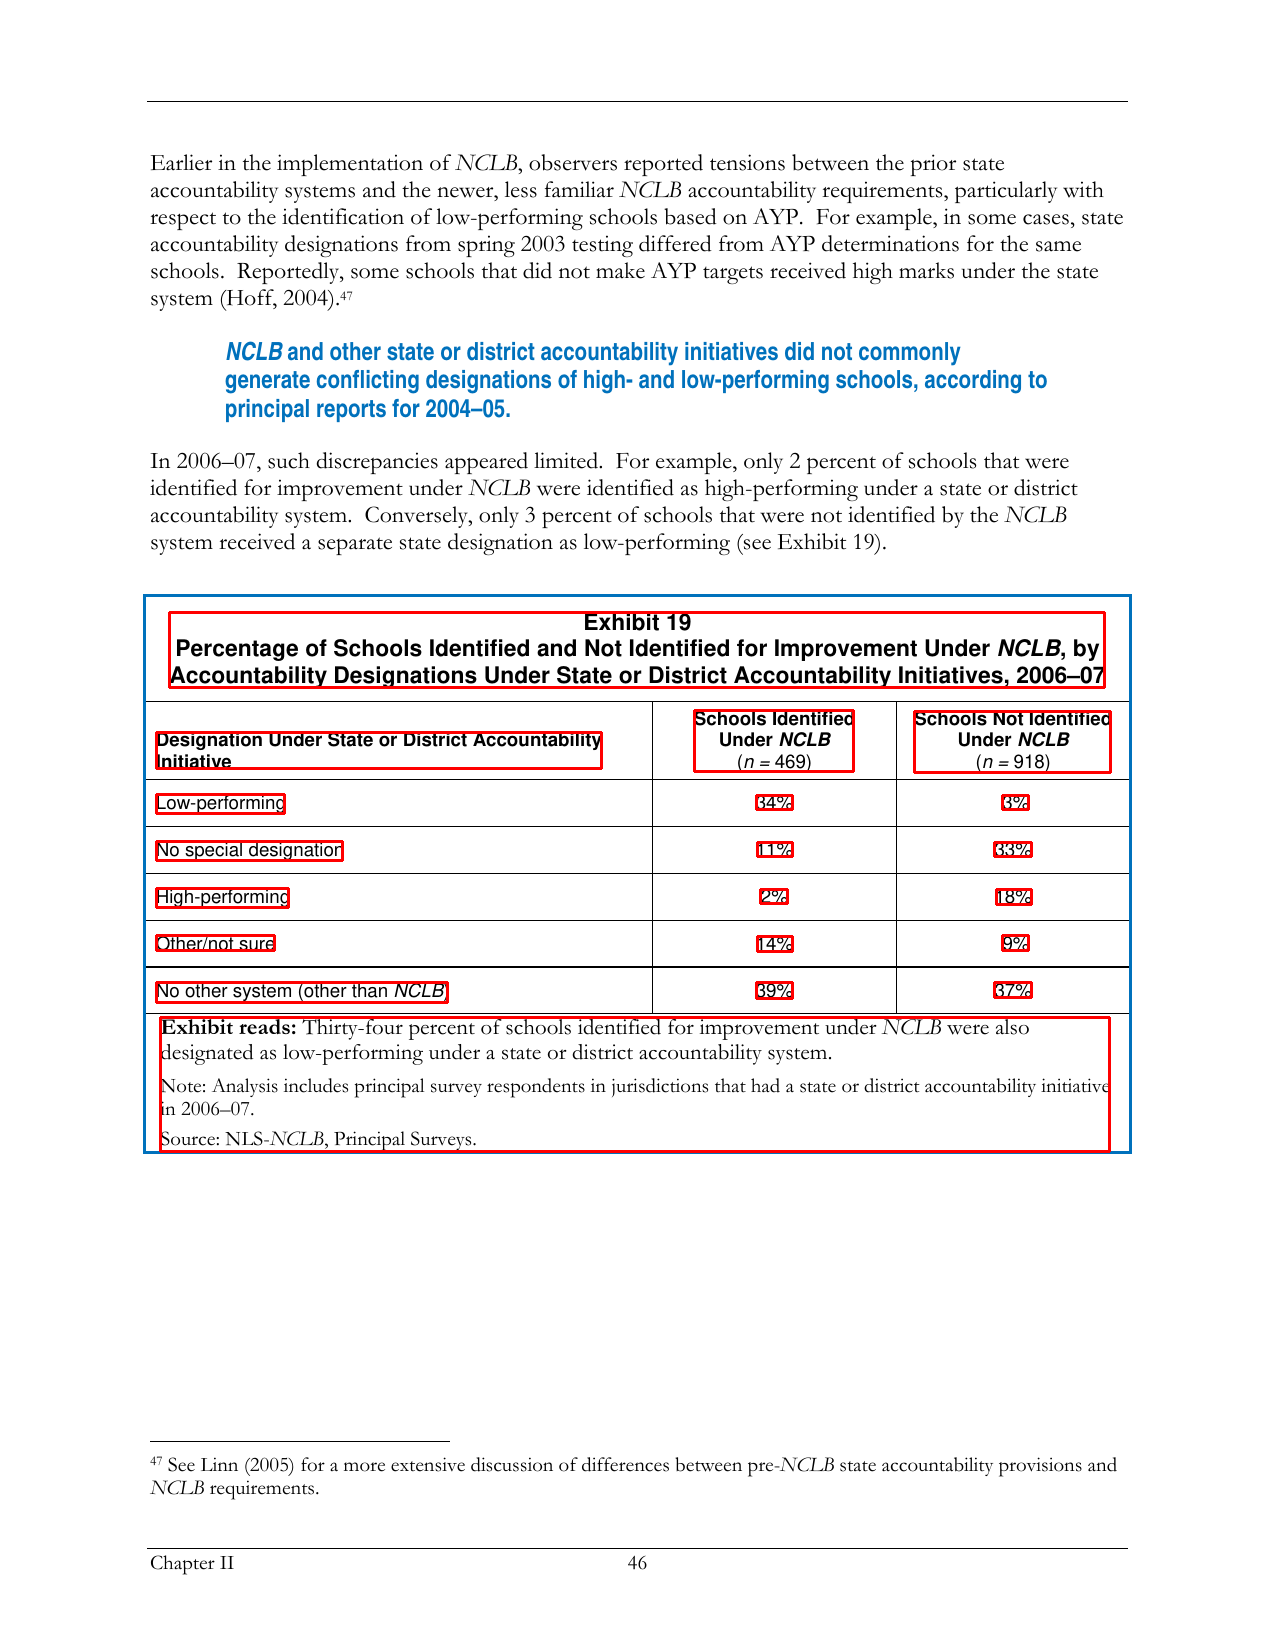 Earlier in the implementation of NCLB, observers reported tensions between the prior state
accountability systems and the newer, less familiar NCLB accountability requirements, particularly with
respect to the identification of low-performing schools based on AYP.  For example, in some cases, state
accountability designations from spring 2003 testing differed from AYP determinations for the same
schools.  Reportedly, some schools that did not make AYP targets received high marks under the state
system (Hoff, 2004).47
NCLB and other state or district accountability initiatives did not commonly
generate conflicting designations of high- and low-performing schools, according to
principal reports for 2004–05.
In 2006–07, such discrepancies appeared limited.  For example, only 2 percent of schools that were
identified for improvement under NCLB were identified as high-performing under a state or district
accountability system.  Conversely, only 3 percent of schools that were not identified by the NCLB
system received a separate state designation as low-performing (see Exhibit 19).
Exhibit 19
Percentage of Schools Identified and Not Identified for Improvement Under NCLB, by
Accountability Designations Under State or District Accountability Initiatives, 2006–07
Designation Under State or District Accountability
Initiative
Schools Identified
Under NCLB
(n = 469)
Schools Not Identified
Under NCLB
(n = 918)
Low-performing 34% 3%
No special designation 11% 33%
High-performing 2% 18%
Other/not sure 14% 9%
No other system (other than NCLB) 39% 37%
Exhibit reads: Thirty-four percent of schools identified for improvement under NCLB were also
designated as low-performing under a state or district accountability system.
Note: Analysis includes principal survey respondents in jurisdictions that had a state or district accountability initiative
in 2006–07.
Source: NLS-NCLB, Principal Surveys.
47 See Linn (2005) for a more extensive discussion of differences between pre-NCLB state accountability provisions and
NCLB requirements.
Chapter II 46